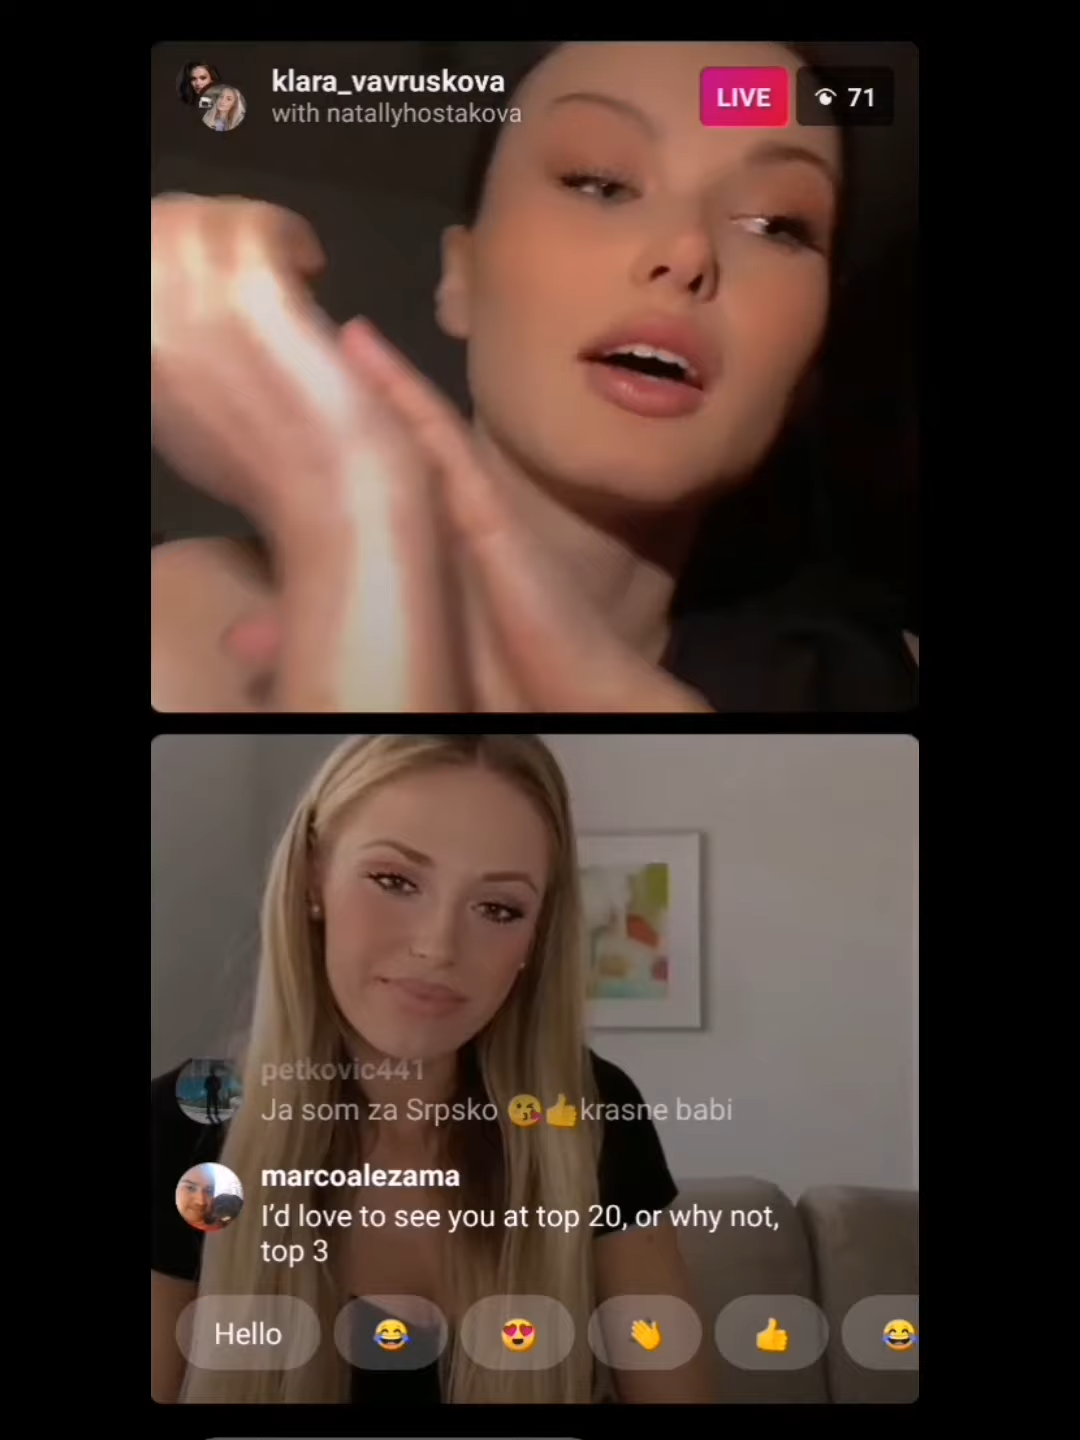 klara_vavruskova
with natallyhostakova
LIVE
71
petkovic441
Ja som za Srpsko 😘👍krasne babi
marcoalezama
I’d love to see you at top 20, or why not,
top 3
Hello 😂 😍 👋 👍 😂